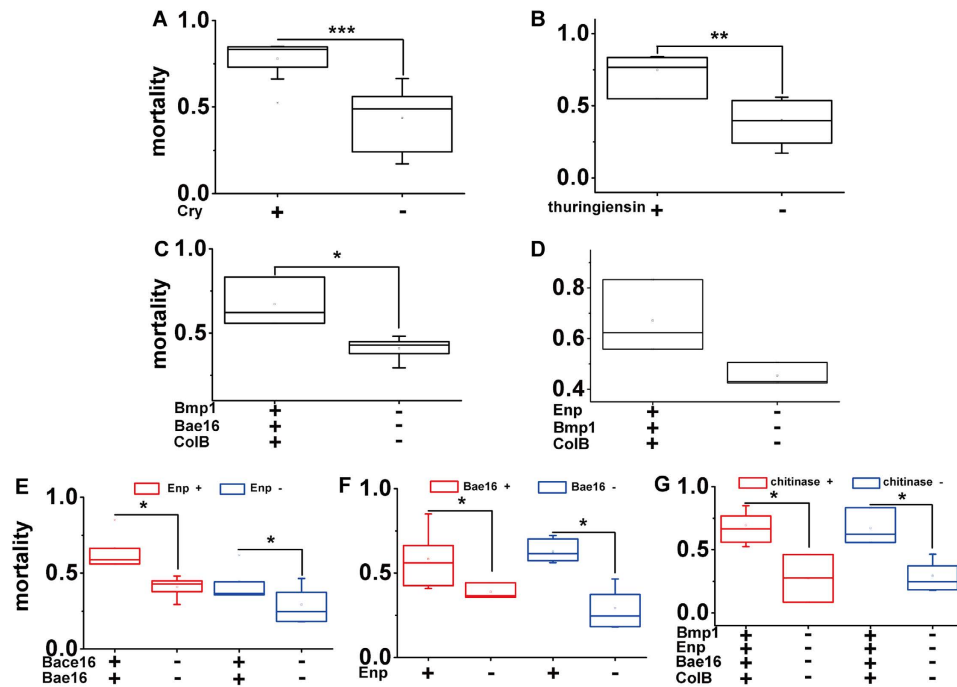 A
mortality
1.0
0.5
0.0
***
Cry + -
B
1.0
0.5
0.0
**
thuringiensin + -
C
mortality
1.0
0.5
*
Bmp1 + -
Bae16 + -
ColB + -
D
0.8
0.6
0.4
Enp + -
Bmp1 + -
ColB + -
E
Enp + Enp -
mortality
1.0
0.5
0.0
* *
Bace16 + - + -
Bae16 + - + -
F
Bae16 + Bae16 -
1.0
0.5
0.0
* *
Enp + - + -
G
chitinase + chitinase -
1.0
0.5
0.0
* *
Bmp1 + - + -
Enp + - + -
Bae16 + - + -
ColB + - + -